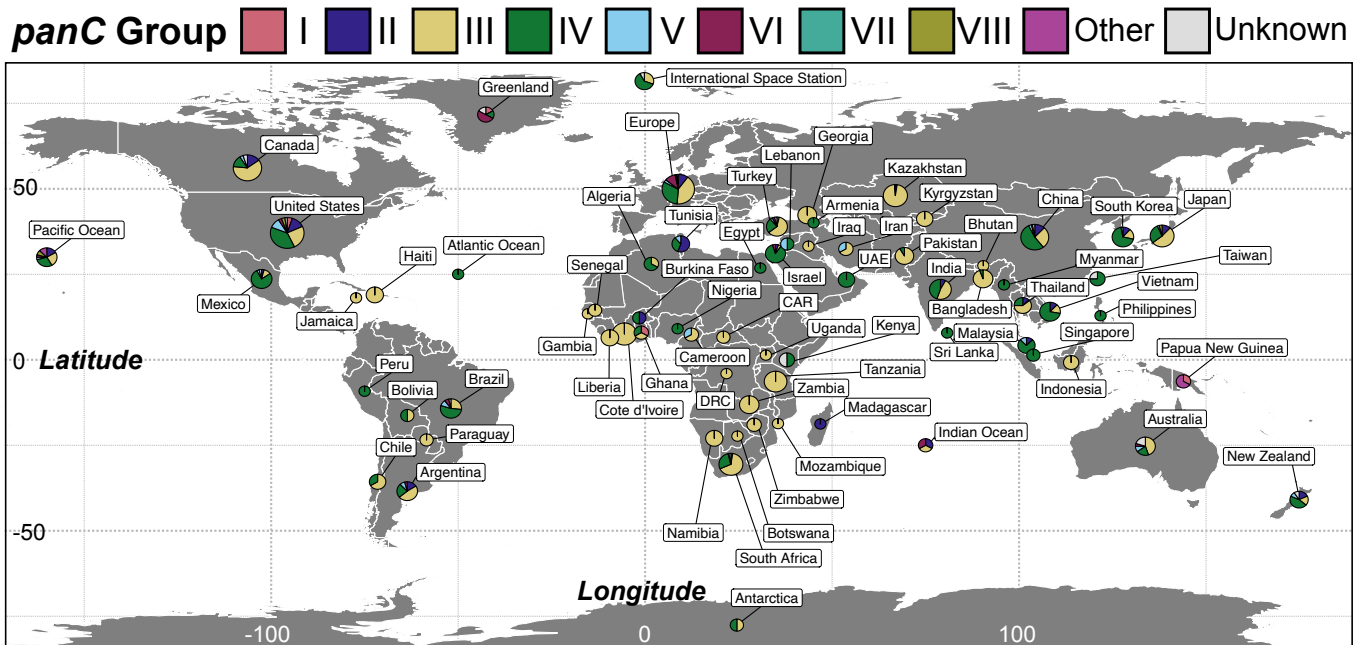 panC Group I II III IV V VI VII VIII Other Unknown
International Space Station
Greenland
Europe
Georgia
Canada
Lebanon
Kazakhstan
Turkey
Algeria
Kyrgyzstan
United States
Tunisia
Armenia
China
South Korea
Japan
Pacific Ocean
Egypt
Iraq
Iran
Bhutan
Atlantic Ocean
Haiti
Pakistan
Taiwan
Senegal
Burkina Faso
Israel
UAE
India
Myanmar
Mexico
Nigeria
Thailand
Vietnam
Jamaica
CAR
Bangladesh
Philippines
Gambia
Uganda
Kenya
Malaysia
Singapore
Latitude
Cameroon
Sri Lanka
Papua New Guinea
Peru
Tanzania
Bolivia
Brazil
Liberia
Ghana
DRC
Zambia
Indonesia
Cote d'Ivoire
Madagascar
Australia
Paraguay
Indian Ocean
Chile
New Zealand
Argentina
Mozambique
Zimbabwe
Namibia
Botswana
South Africa
Longitude
Antarctica
50
0
-50
-100 0 100